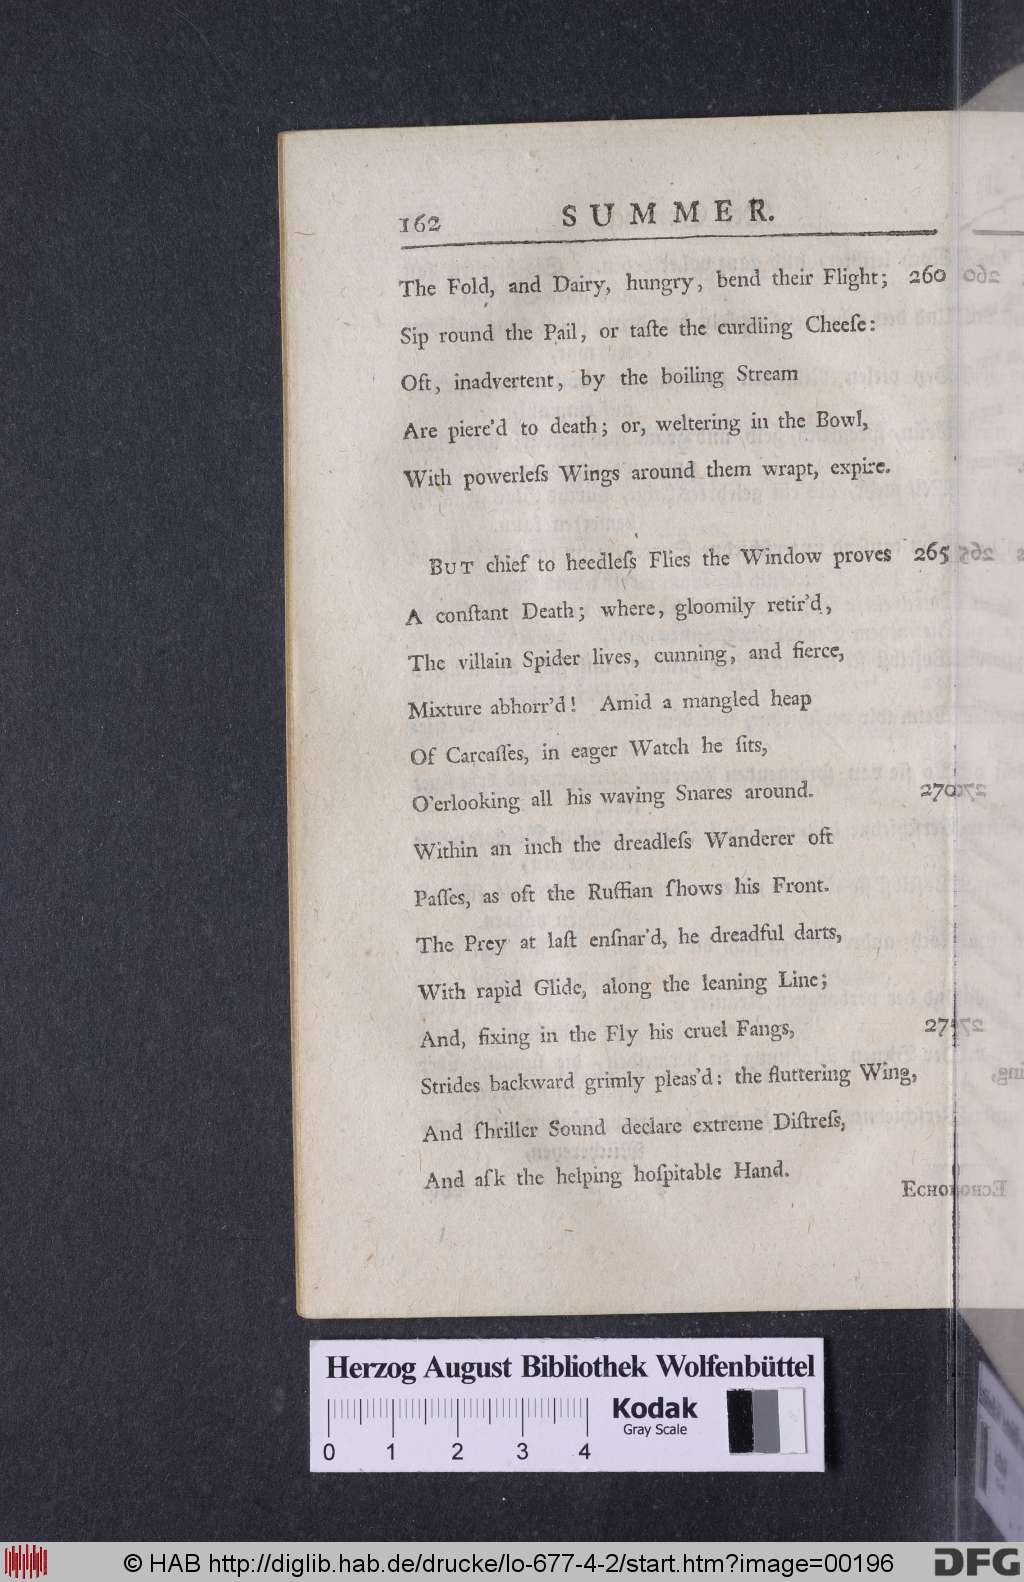 162 SUMMER.
The Fold, and Dairy, hungry, bend their Flight; 260
Sip round the Pail, or taſte the curdling Cheeſe:
Oft, inadvertent, by the boiling Stream
Are pierc'd to death; or, weltering in the Bowl,
With powerleſs Wings around them wrapt, expire.
BUT chief to heedleſs Flies the Window proves 265
A conſtant Death; where, gloomily retir'd,
The villain Spider lives, cunning, and fierce,
Mixture abhorr'd! Amid a mangled heap
Of Carcaſſes, in eager Watch he ſits,
O'erlooking all his waving Snares around. 270
Within an inch the dreadleſs Wanderer oft
Paſſes, as oft the Ruffian ſhows his Front.
The Prey at laſt enſnar'd, he dreadful darts,
With rapid Glide, along the leaning Line;
And, fixing in the Fly his cruel Fangs, 275
Strides backward grimly pleas'd: the fluttering Wing,
And ſhriller Sound declare extreme Diſtreſs,
And aſk the helping hoſpitable Hand.
ECHO
Herzog August Bibliothek Wolfenbüttel
Kodak
Gray Scale
0 1 2 3 4
© HAB http://diglib.hab.de/drucke/lo-677-4-2/start.htm?image=00196
DFG